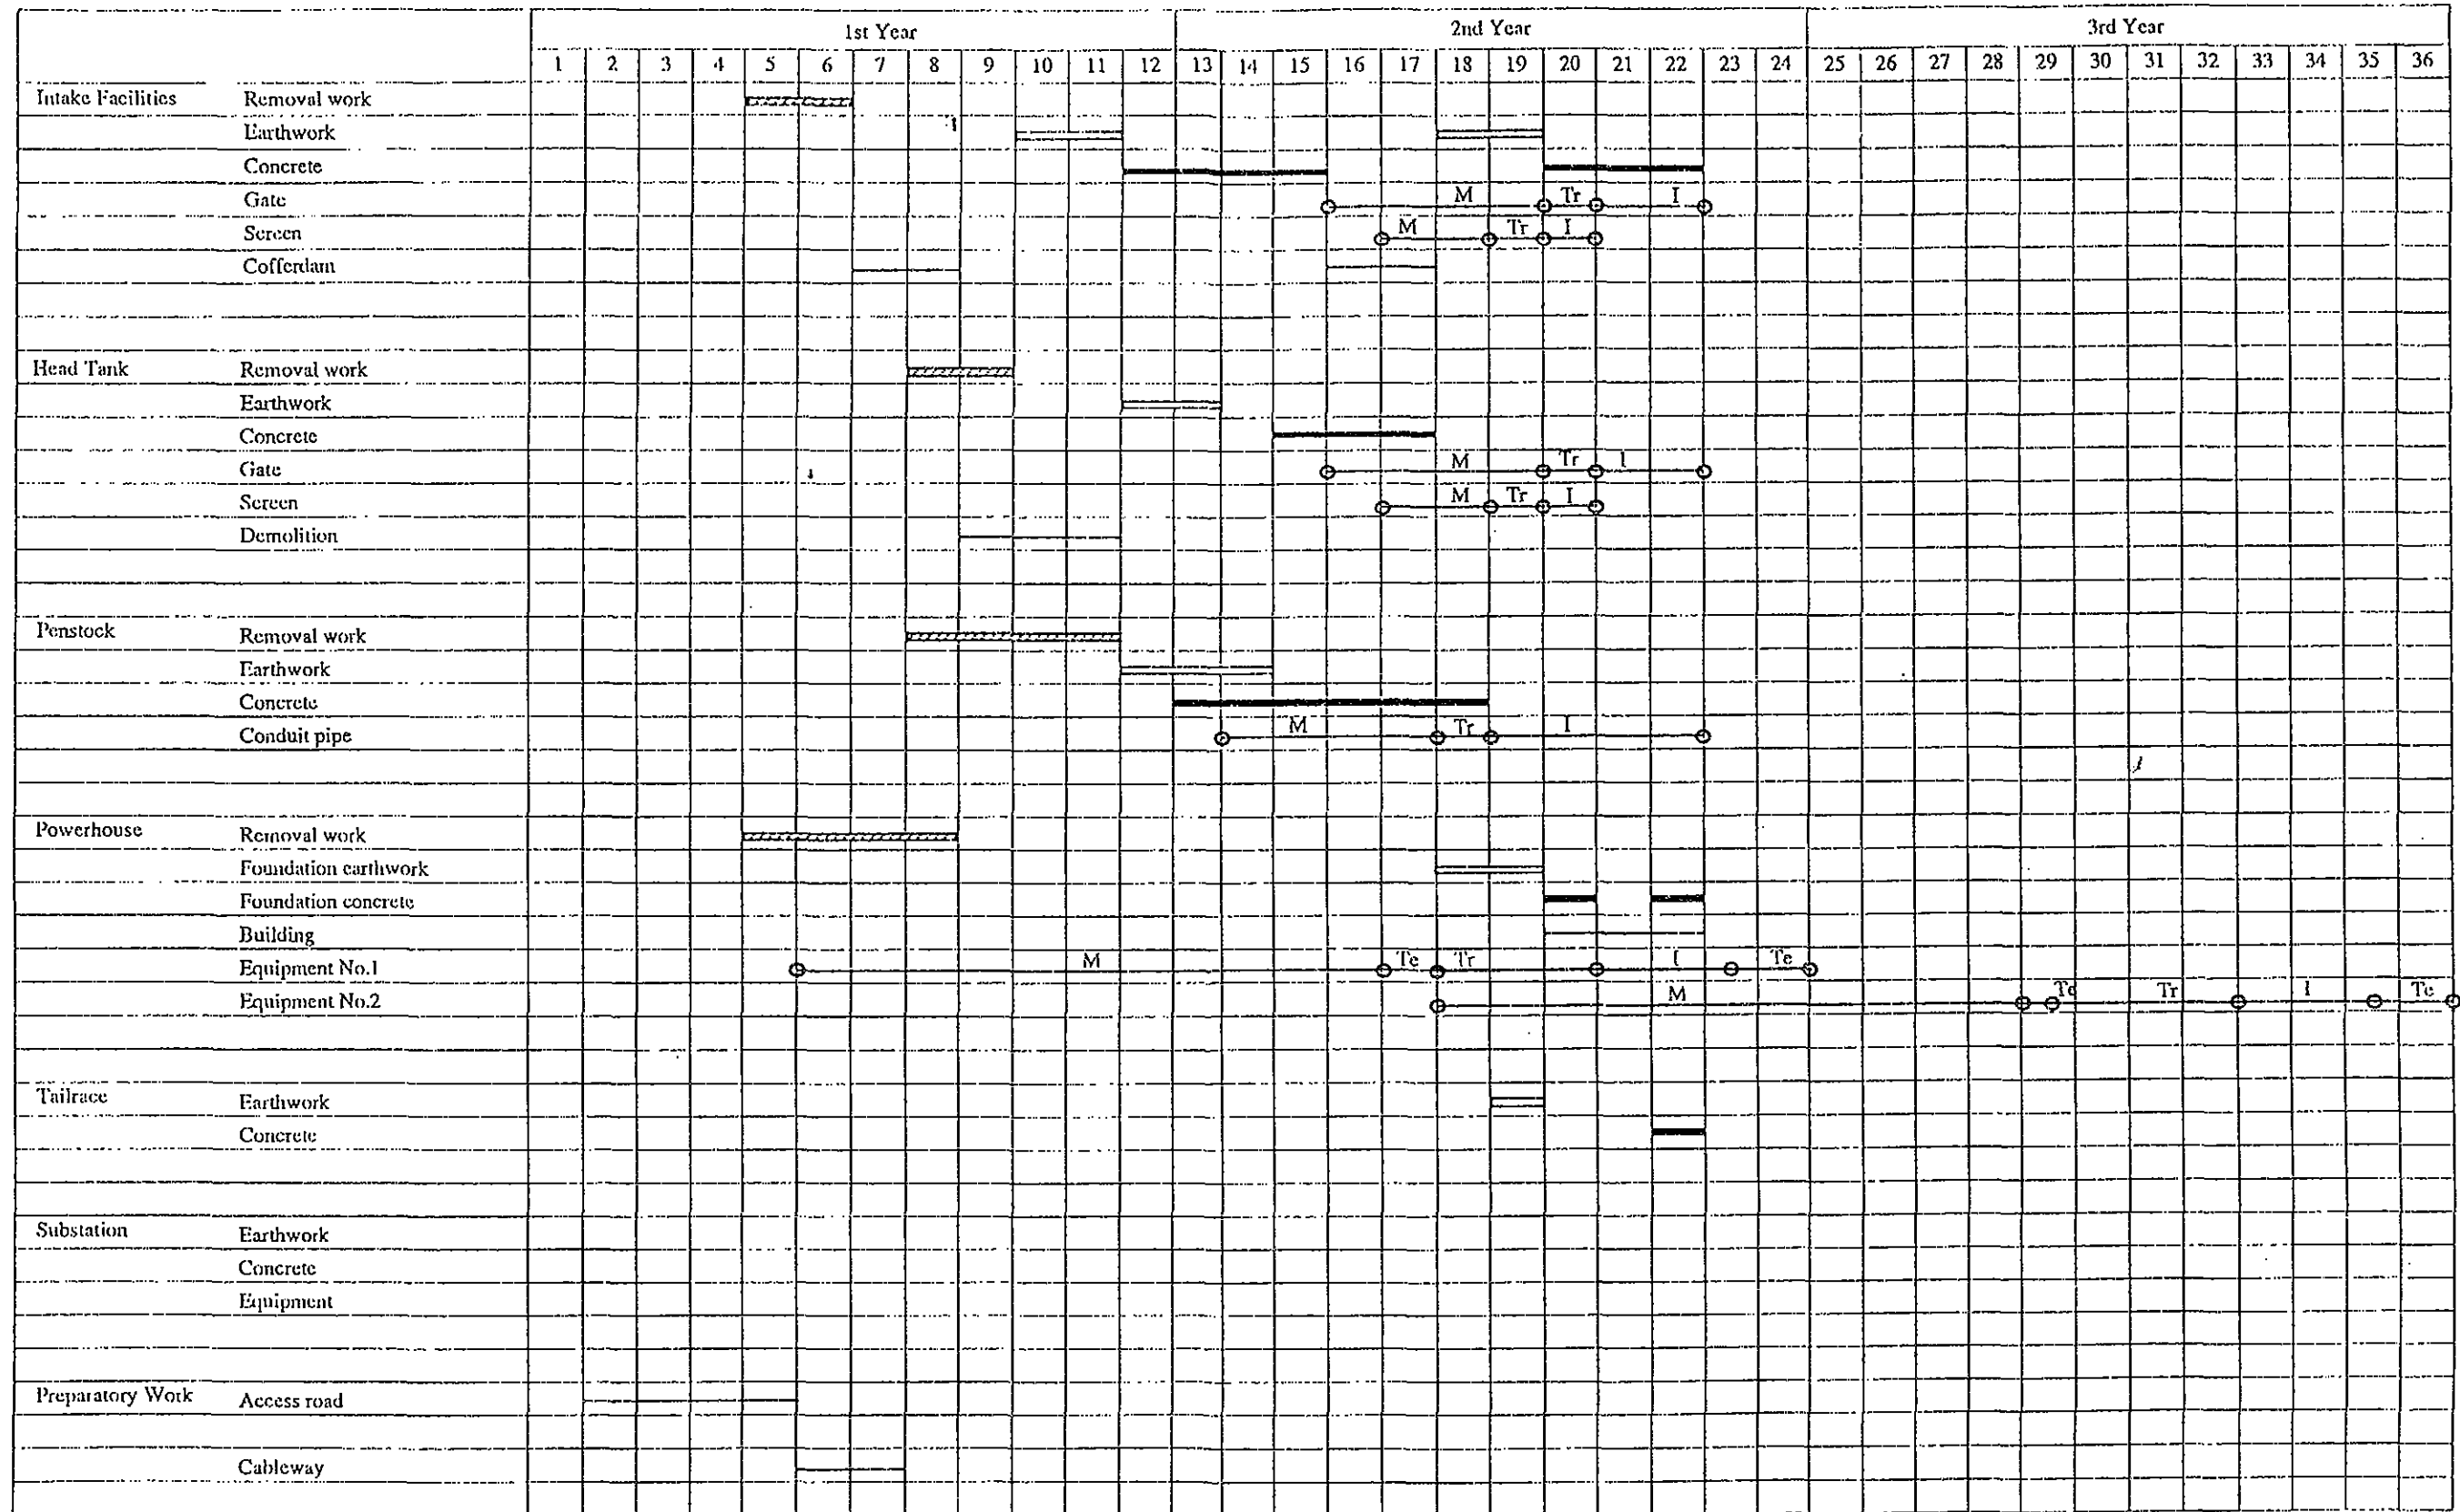 1st Year 2nd Year 3rd Year
1 2 3 4 5 6 7 8 9 10 11 12 13 14 15 16 17 18 19 20 21 22 23 24 25 26 27 28 29 30 31 32 33 34 35 36
Intake Facilities Removal work
Earthwork
Concrete
Gate M Tr I
Screen M Tr I
Cofferdam
Head Tank Removal work
Earthwork
Concrete
Gate M Tr I
Screen M Tr I
Demolition
Penstock Removal work
Earthwork
Concrete
Conduit pipe M Tr I
Powerhouse Removal work
Foundation earthwork
Foundation concrete
Building
Equipment No.1 M Te Tr I Te
Equipment No.2 M Te Tr I Te
Tailrace Earthwork
Concrete
Substation Earthwork
Concrete
Equipment
Preparatory Work Access road
Cableway